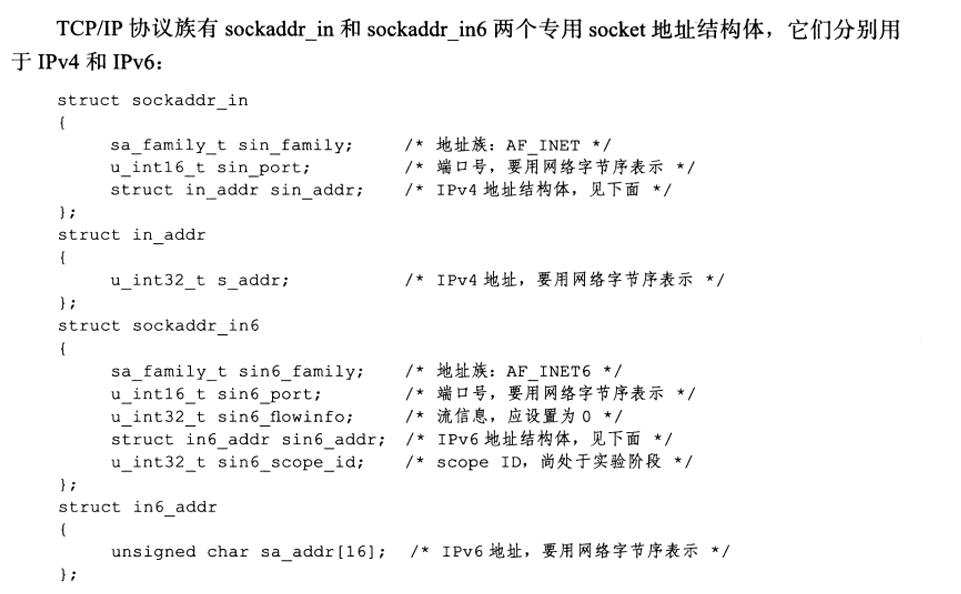 TCP/IP 协议族有 sockaddr_in 和 sockaddr_in6 两个专用 socket 地址结构体，它们分别用
于 IPv4 和 IPv6：
struct sockaddr_in
{
sa_family_t sin_family; /* 地址族：AF_INET */
u_int16_t sin_port; /* 端口号，要用网络字节序表示 */
struct in_addr sin_addr; /* IPv4 地址结构体，见下面 */
};
struct in_addr
{
u_int32_t s_addr; /* IPv4 地址，要用网络字节序表示 */
};
struct sockaddr_in6
{
sa_family_t sin6_family; /* 地址族：AF_INET6 */
u_int16_t sin6_port; /* 端口号，要用网络字节序表示 */
u_int32_t sin6_flowinfo; /* 流信息，应设置为 0 */
struct in6_addr sin6_addr; /* IPv6 地址结构体，见下面 */
u_int32_t sin6_scope_id; /* scope ID，尚处于实验阶段 */
};
struct in6_addr
{
unsigned char sa_addr[16]; /* IPv6 地址，要用网络字节序表示 */
};